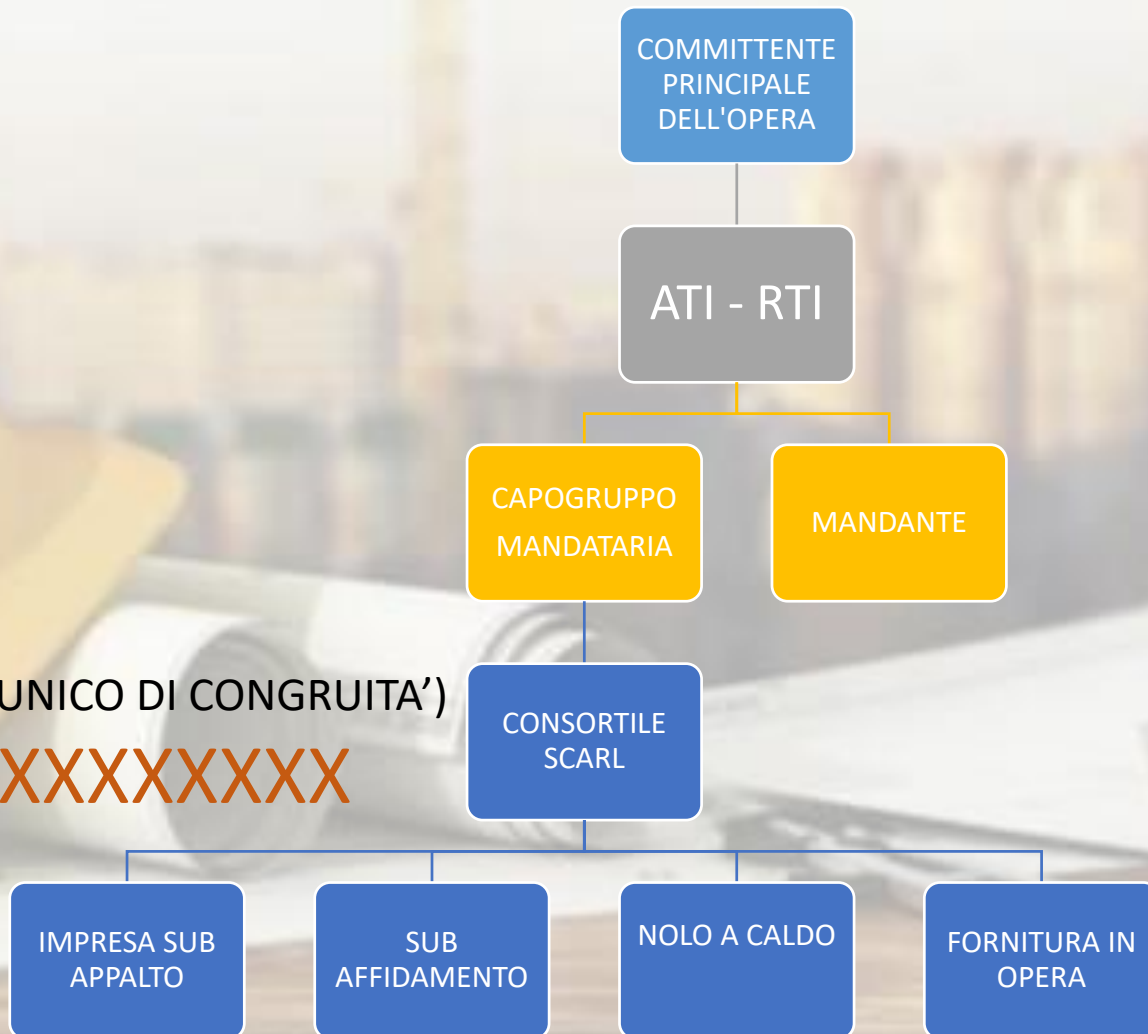 COMMITTENTE
PRINCIPALE
DELL'OPERA
ATI - RTI
CAPOGRUPPO
MANDATARIA
MANDANTE
UNICO DI CONGRUITA’)
XXXXXXXX
CONSORTILE
SCARL
IMPRESA SUB
APPALTO
SUB
AFFIDAMENTO
NOLO A CALDO
FORNITURA IN
OPERA